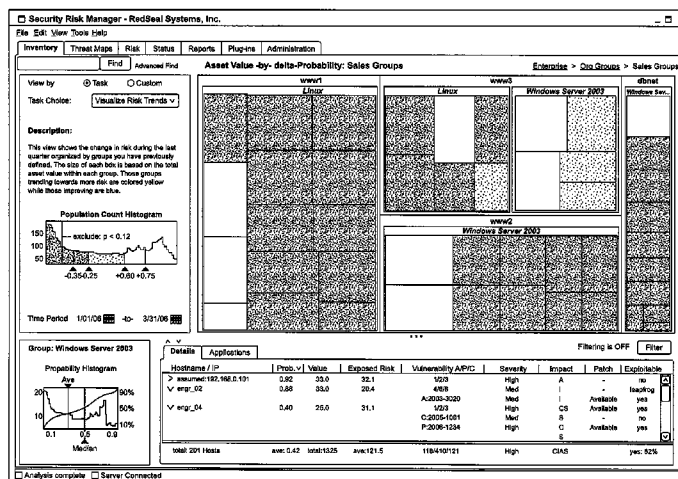 Security Risk Manager - RedSeal Systems, Inc.
File Edit View Tools Help
Inventory Threat Maps Risk Status Reports Plug-ins Administration
Find Advanced Find
Asset Value -by- delta-Probability: Sales Groups
Enterprise > Org Groups > Sales Groups
View by Task Custom
Task Choice: Visualize Risk Trends
Description:
This view shows the change in risk during the last
quarter organized by groups you have previously
defined. The size of each box is based on the total
asset value within each group. Those groups
trending towards more risk are colored yellow
while those improving are blue.
Population Count Histogram
150
100
50
exclude: p < 0.12
-0.35 -0.25 +0.60 +0.75
Time Period 1/01/06 -to- 3/31/06
www1
Linux
www3
Linux
Windows Server 2003
dbnet
Windows Sev...
www2
Windows Server 2003
Group: Windows Server 2003
Propability Histogram
Ave
20
10
90%
50%
10%
0.1 0.5 0.9
Median
Details Applications
Filtering is OFF Filter
Hostname / IP Prob. Value Exposed Risk Vulnerability A/P/C Severity Impact Patch Exploitable
> assumed:192.168.0.101 0.92 33.0 32.1 1/2/3 High A - no
engr_02 0.88 33.0 20.4 4/6/8 Med I - isapfrog
A:2003-3020 Med I Available yes
engr_04 0,40 25.0 31.1 1/2/3 High CS Available yes
C:2005-1001 Med S - no
P:2006-1234 High C Available yes
S
total: 201 Hosts ave: 0.42 total:1325 ave:121.5 118/410/121 High CIAS yes: 52%
Analysis complete Server Connected